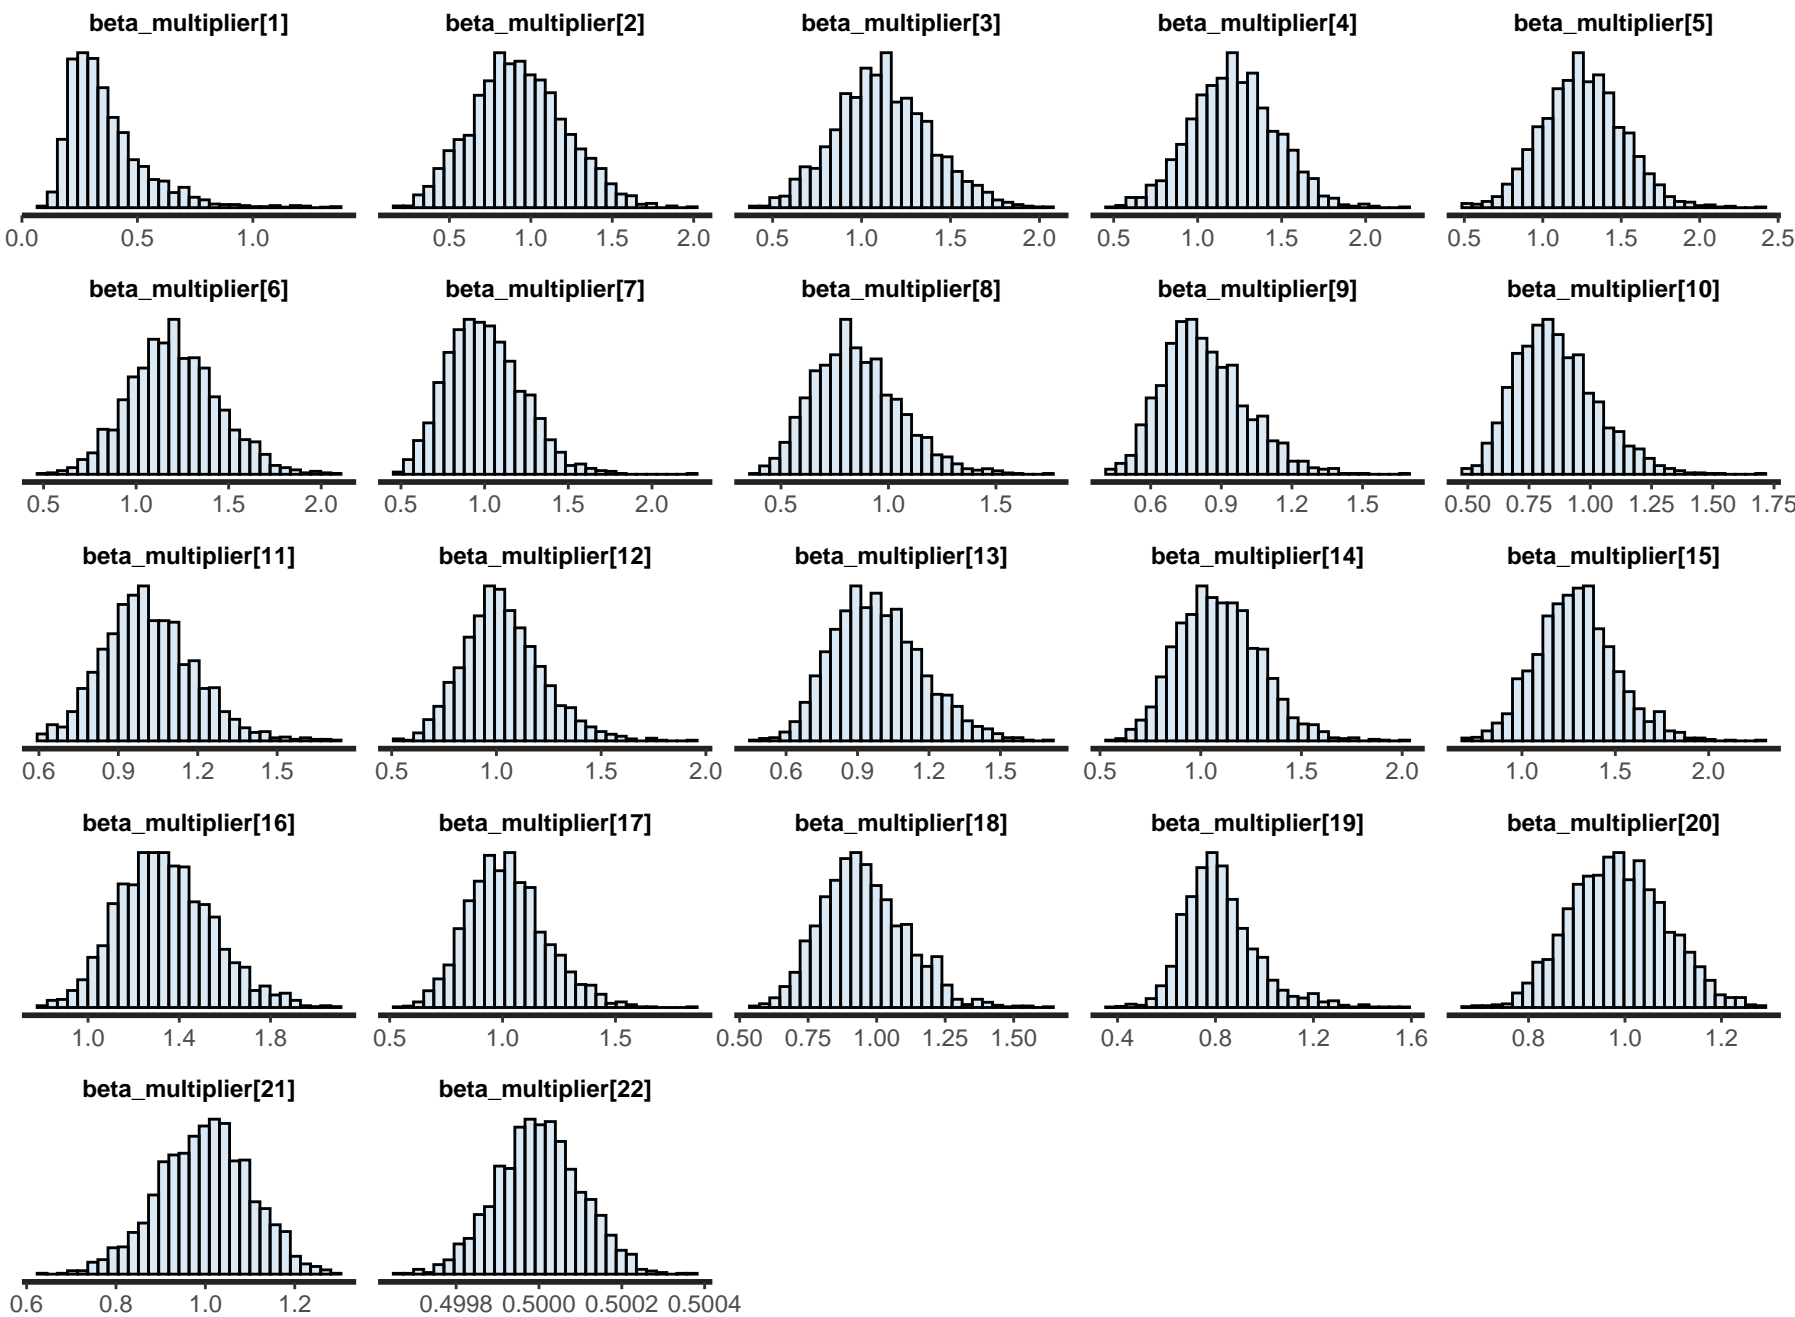 beta_multiplier[1] beta_multiplier[2] beta_multiplier[3] beta_multiplier[4] beta_multiplier[5]
0.0 0.5 1.0 0.5 1.0 1.5 2.0 0.5 1.0 1.5 2.0 0.5 1.0 1.5 2.0 0.5 1.0 1.5 2.0 2.5
beta_multiplier[6] beta_multiplier[7] beta_multiplier[8] beta_multiplier[9] beta_multiplier[10]
0.5 1.0 1.5 2.0 0.5 1.0 1.5 2.0 0.5 1.0 1.5 0.6 0.9 1.2 1.5 0.50 0.75 1.00 1.25 1.50 1.75
beta_multiplier[11] beta_multiplier[12] beta_multiplier[13] beta_multiplier[14] beta_multiplier[15]
0.6 0.9 1.2 1.5 0.5 1.0 1.5 2.0 0.6 0.9 1.2 1.5 0.5 1.0 1.5 2.0 1.0 1.5 2.0
beta_multiplier[16] beta_multiplier[17] beta_multiplier[18] beta_multiplier[19] beta_multiplier[20]
1.0 1.4 1.8 0.5 1.0 1.5 0.50 0.75 1.00 1.25 1.50 0.4 0.8 1.2 1.6 0.8 1.0 1.2
beta_multiplier[21] beta_multiplier[22]
0.6 0.8 1.0 1.2 0.4998 0.5000 0.5002 0.5004